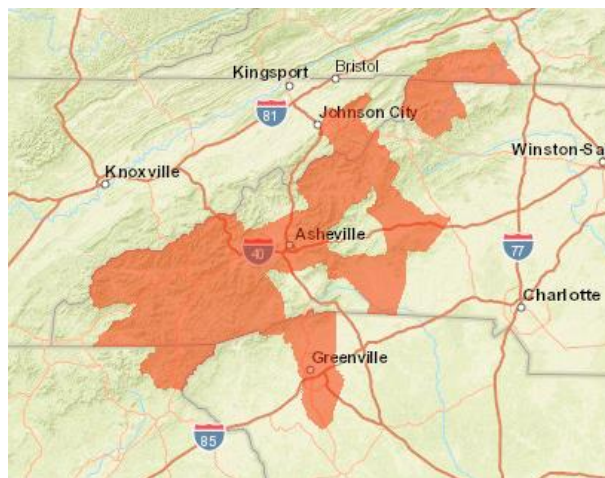 Kingsport
Bristol
81
Johnson City
Winston-Sa
Knoxville
Asheville
40
77
Charlotte
Greenville
85